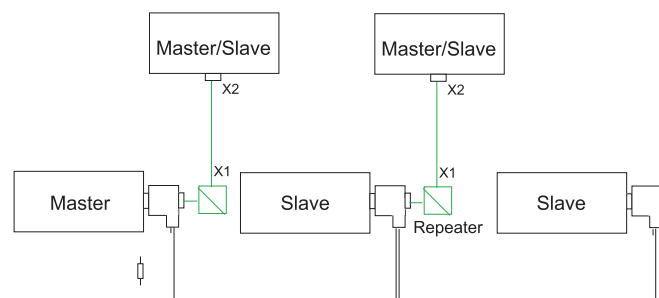 Master/Slave
Master/Slave
X2
X2
X1
X1
Master
Slave
Slave
Repeater